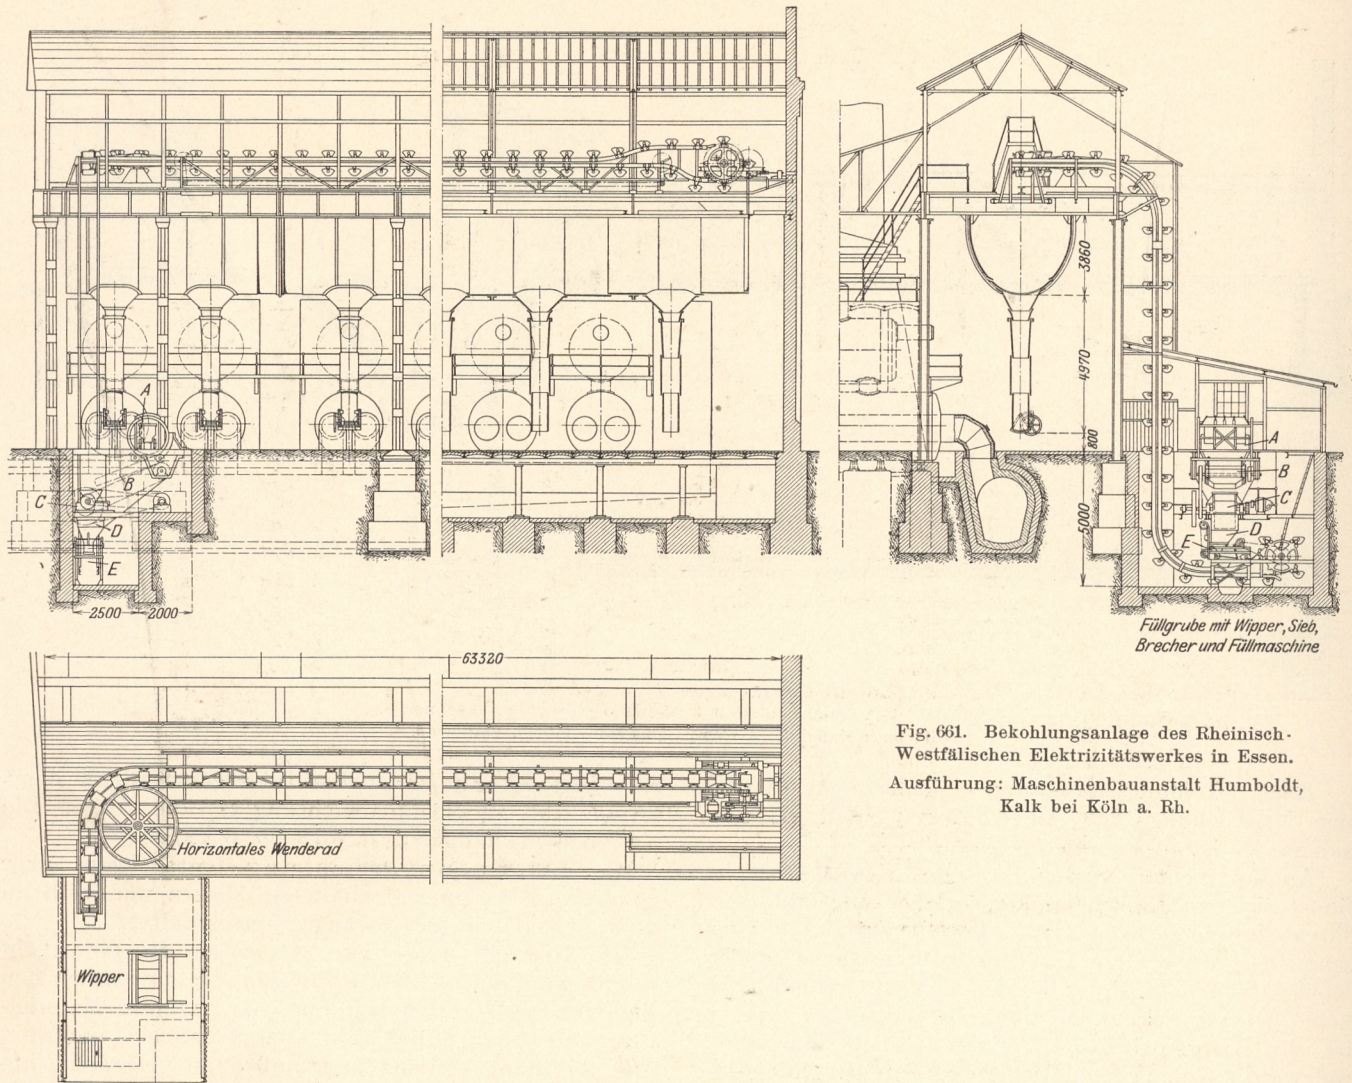 A
B
C
D
E
2500
2000
3860
4970
800
5000
A
B
C
D
E
Füllgrube mit Wipper, Sieb,
Brecher und Füllmaschine
63320
Horizontales Wenderad
Wipper
Fig. 661. Bekohlungsanlage des Rheinisch-
Westfälischen Elektrizitätswerkes in Essen.
Ausführung: Maschinenbauanstalt Humboldt,
Kalk bei Köln a. Rh.